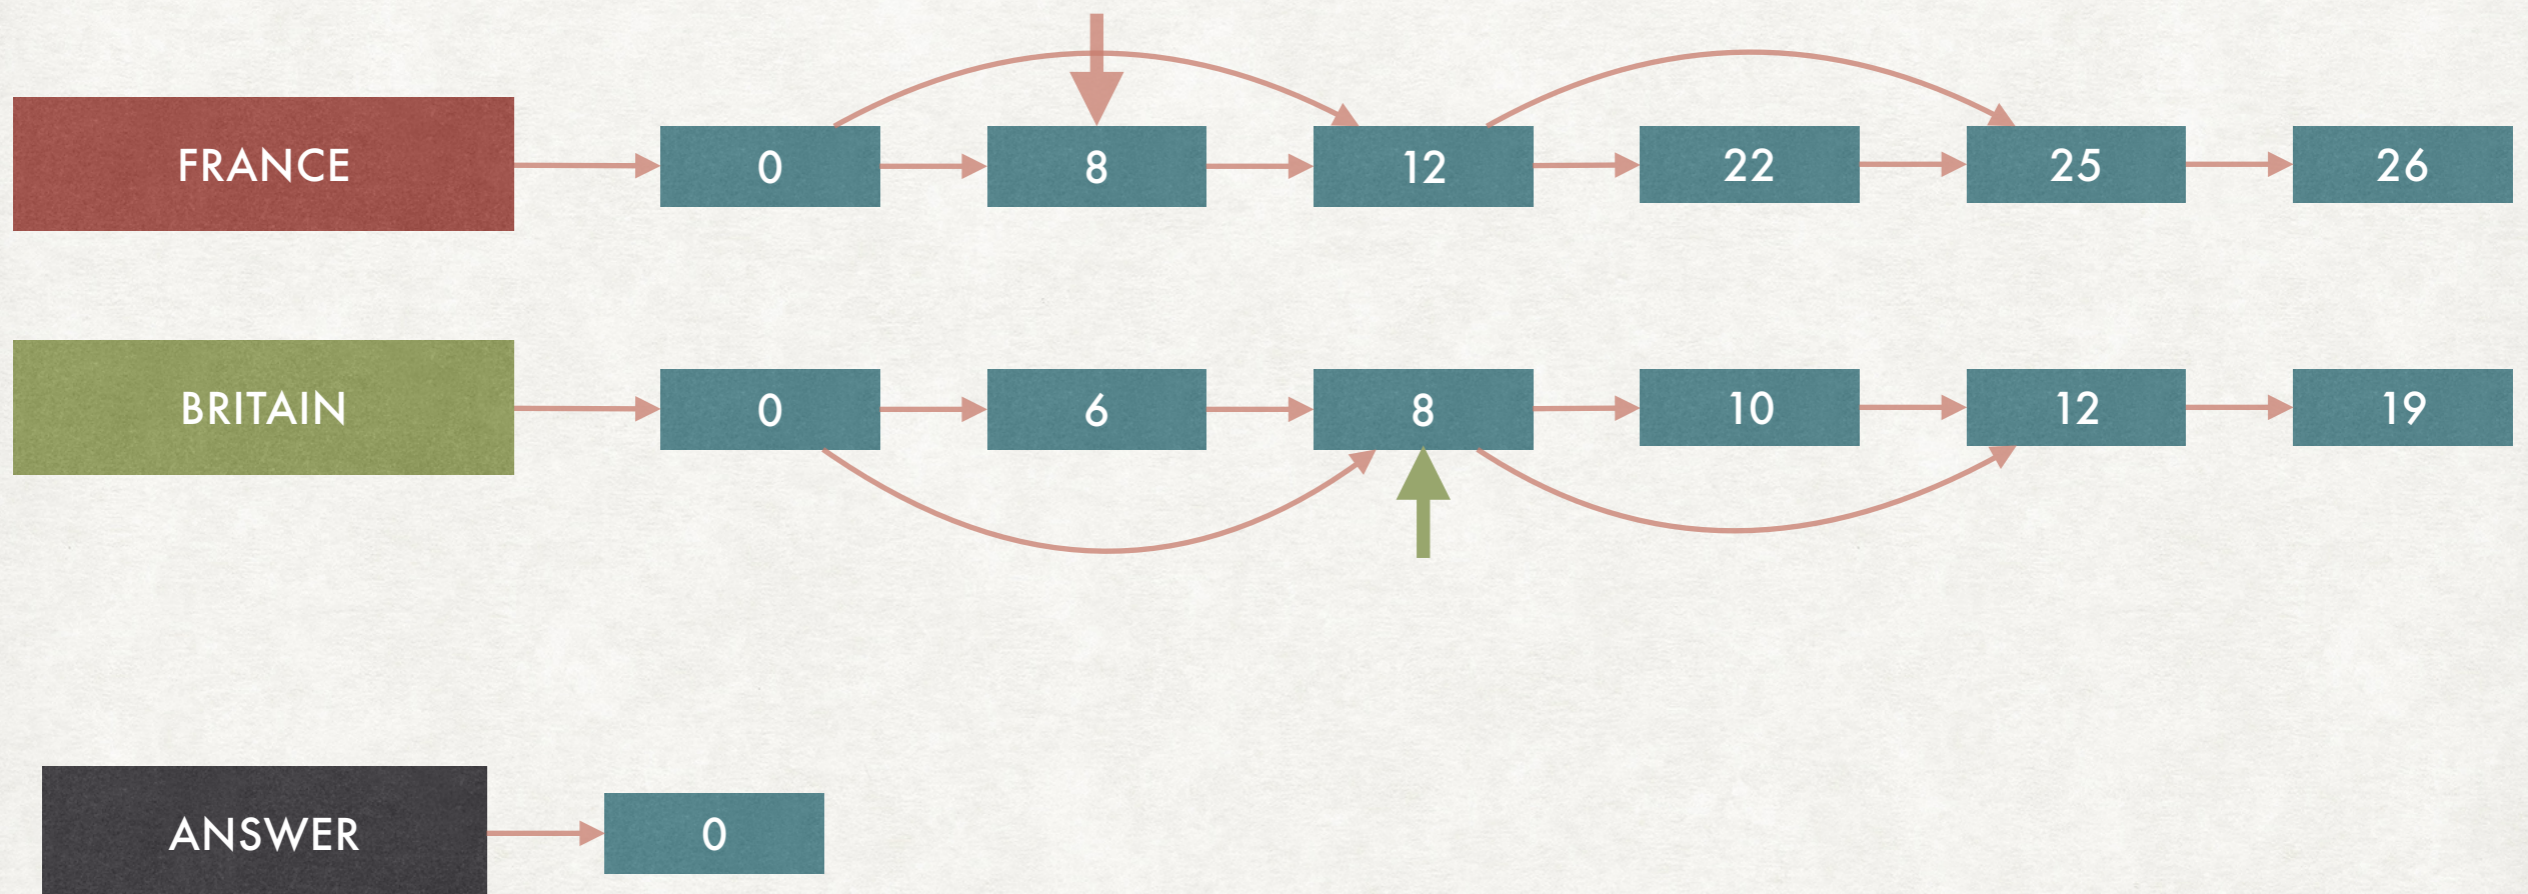 FRANCE 0 8 12 22 25 26
BRITAIN 0 6 8 10 12 19
ANSWER 0